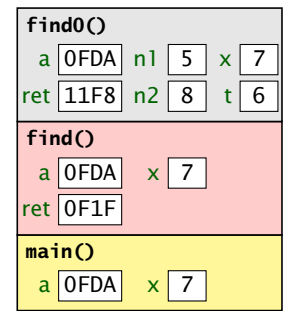 find0()
a 0FDA n1 5 x 7
ret 11F8 n2 8 t 6
find()
a 0FDA x 7
ret 0F1F
main()
a 0FDA x 7